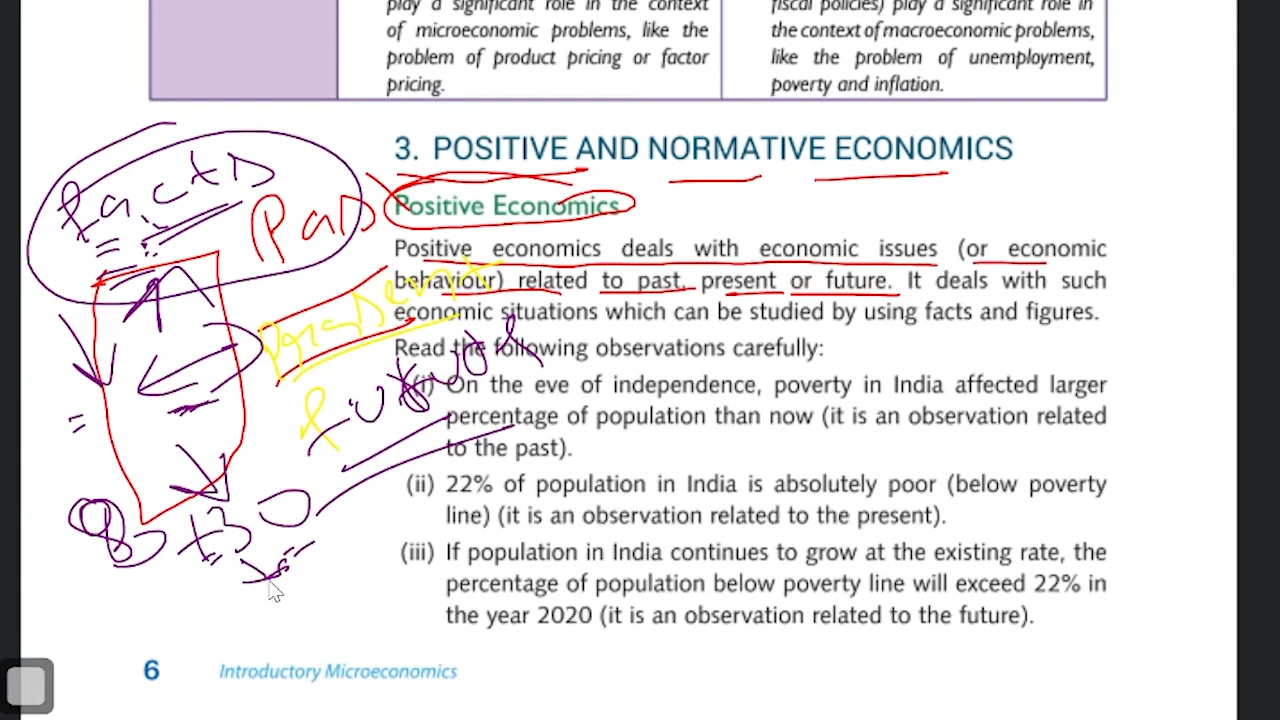 play a significant role in the context
of microeconomic problems, like the
problem of product pricing or factor
pricing.
fiscal policies) play a significant role in
the context of macroeconomic problems,
like the problem of unemployment,
poverty and inflation.
3. POSITIVE AND NORMATIVE ECONOMICS
facts
Past
Positive Economics
Positive economics deals with economic issues (or economic
behaviour) related to past, present or future. It deals with such
economic situations which can be studied by using facts and figures.
present
Read the following observations carefully:
(i) On the eve of independence, poverty in India affected larger
percentage of population than now (it is an observation related
to the past).
(ii) 22% of population in India is absolutely poor (below poverty
line) (it is an observation related to the present).
(iii) If population in India continues to grow at the existing rate, the
percentage of population below poverty line will exceed 22% in
the year 2020 (it is an observation related to the future).
6 Introductory Microeconomics